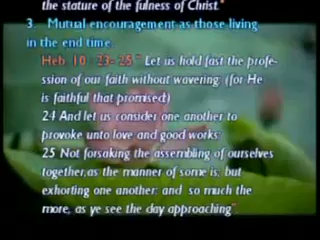 the stature of the fulness of Christ."
3. Mutual encouragement as those living
in the end time:
Heb. 10 : 23-25 "Let us hold fast the profe-
ssion of our faith without wavering; (for He
is faithful that promised;)
24 And let us consider one another to
provoke unto love and good works:
25 Not forsaking the assembling of ourselves
together,as the manner of some is; but
exhorting one another: and so much the
more, as ye see the day approaching"